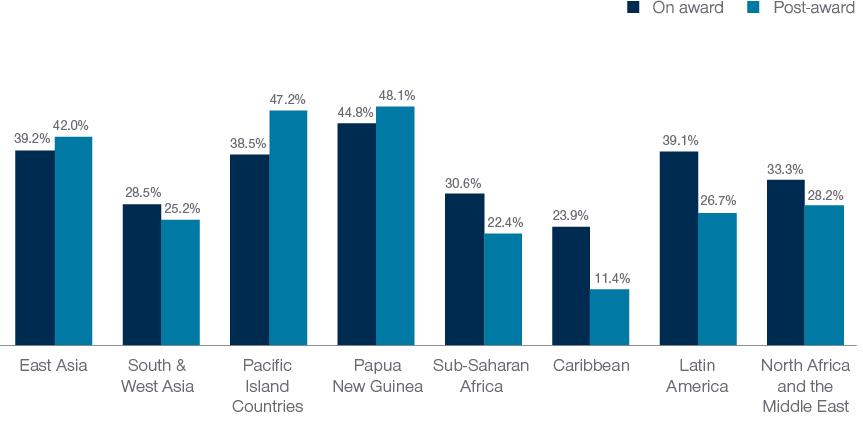 On award
Post-award
39.2%
42.0%
28.5%
25.2%
38.5%
47.2%
44.8%
48.1%
30.6%
22.4%
23.9%
11.4%
39.1%
26.7%
33.3%
28.2%
East Asia
South &
West Asia
Pacific
Island
Countries
Papua
New Guinea
Sub-Saharan
Africa
Caribbean
Latin
America
North Africa
and the
Middle East